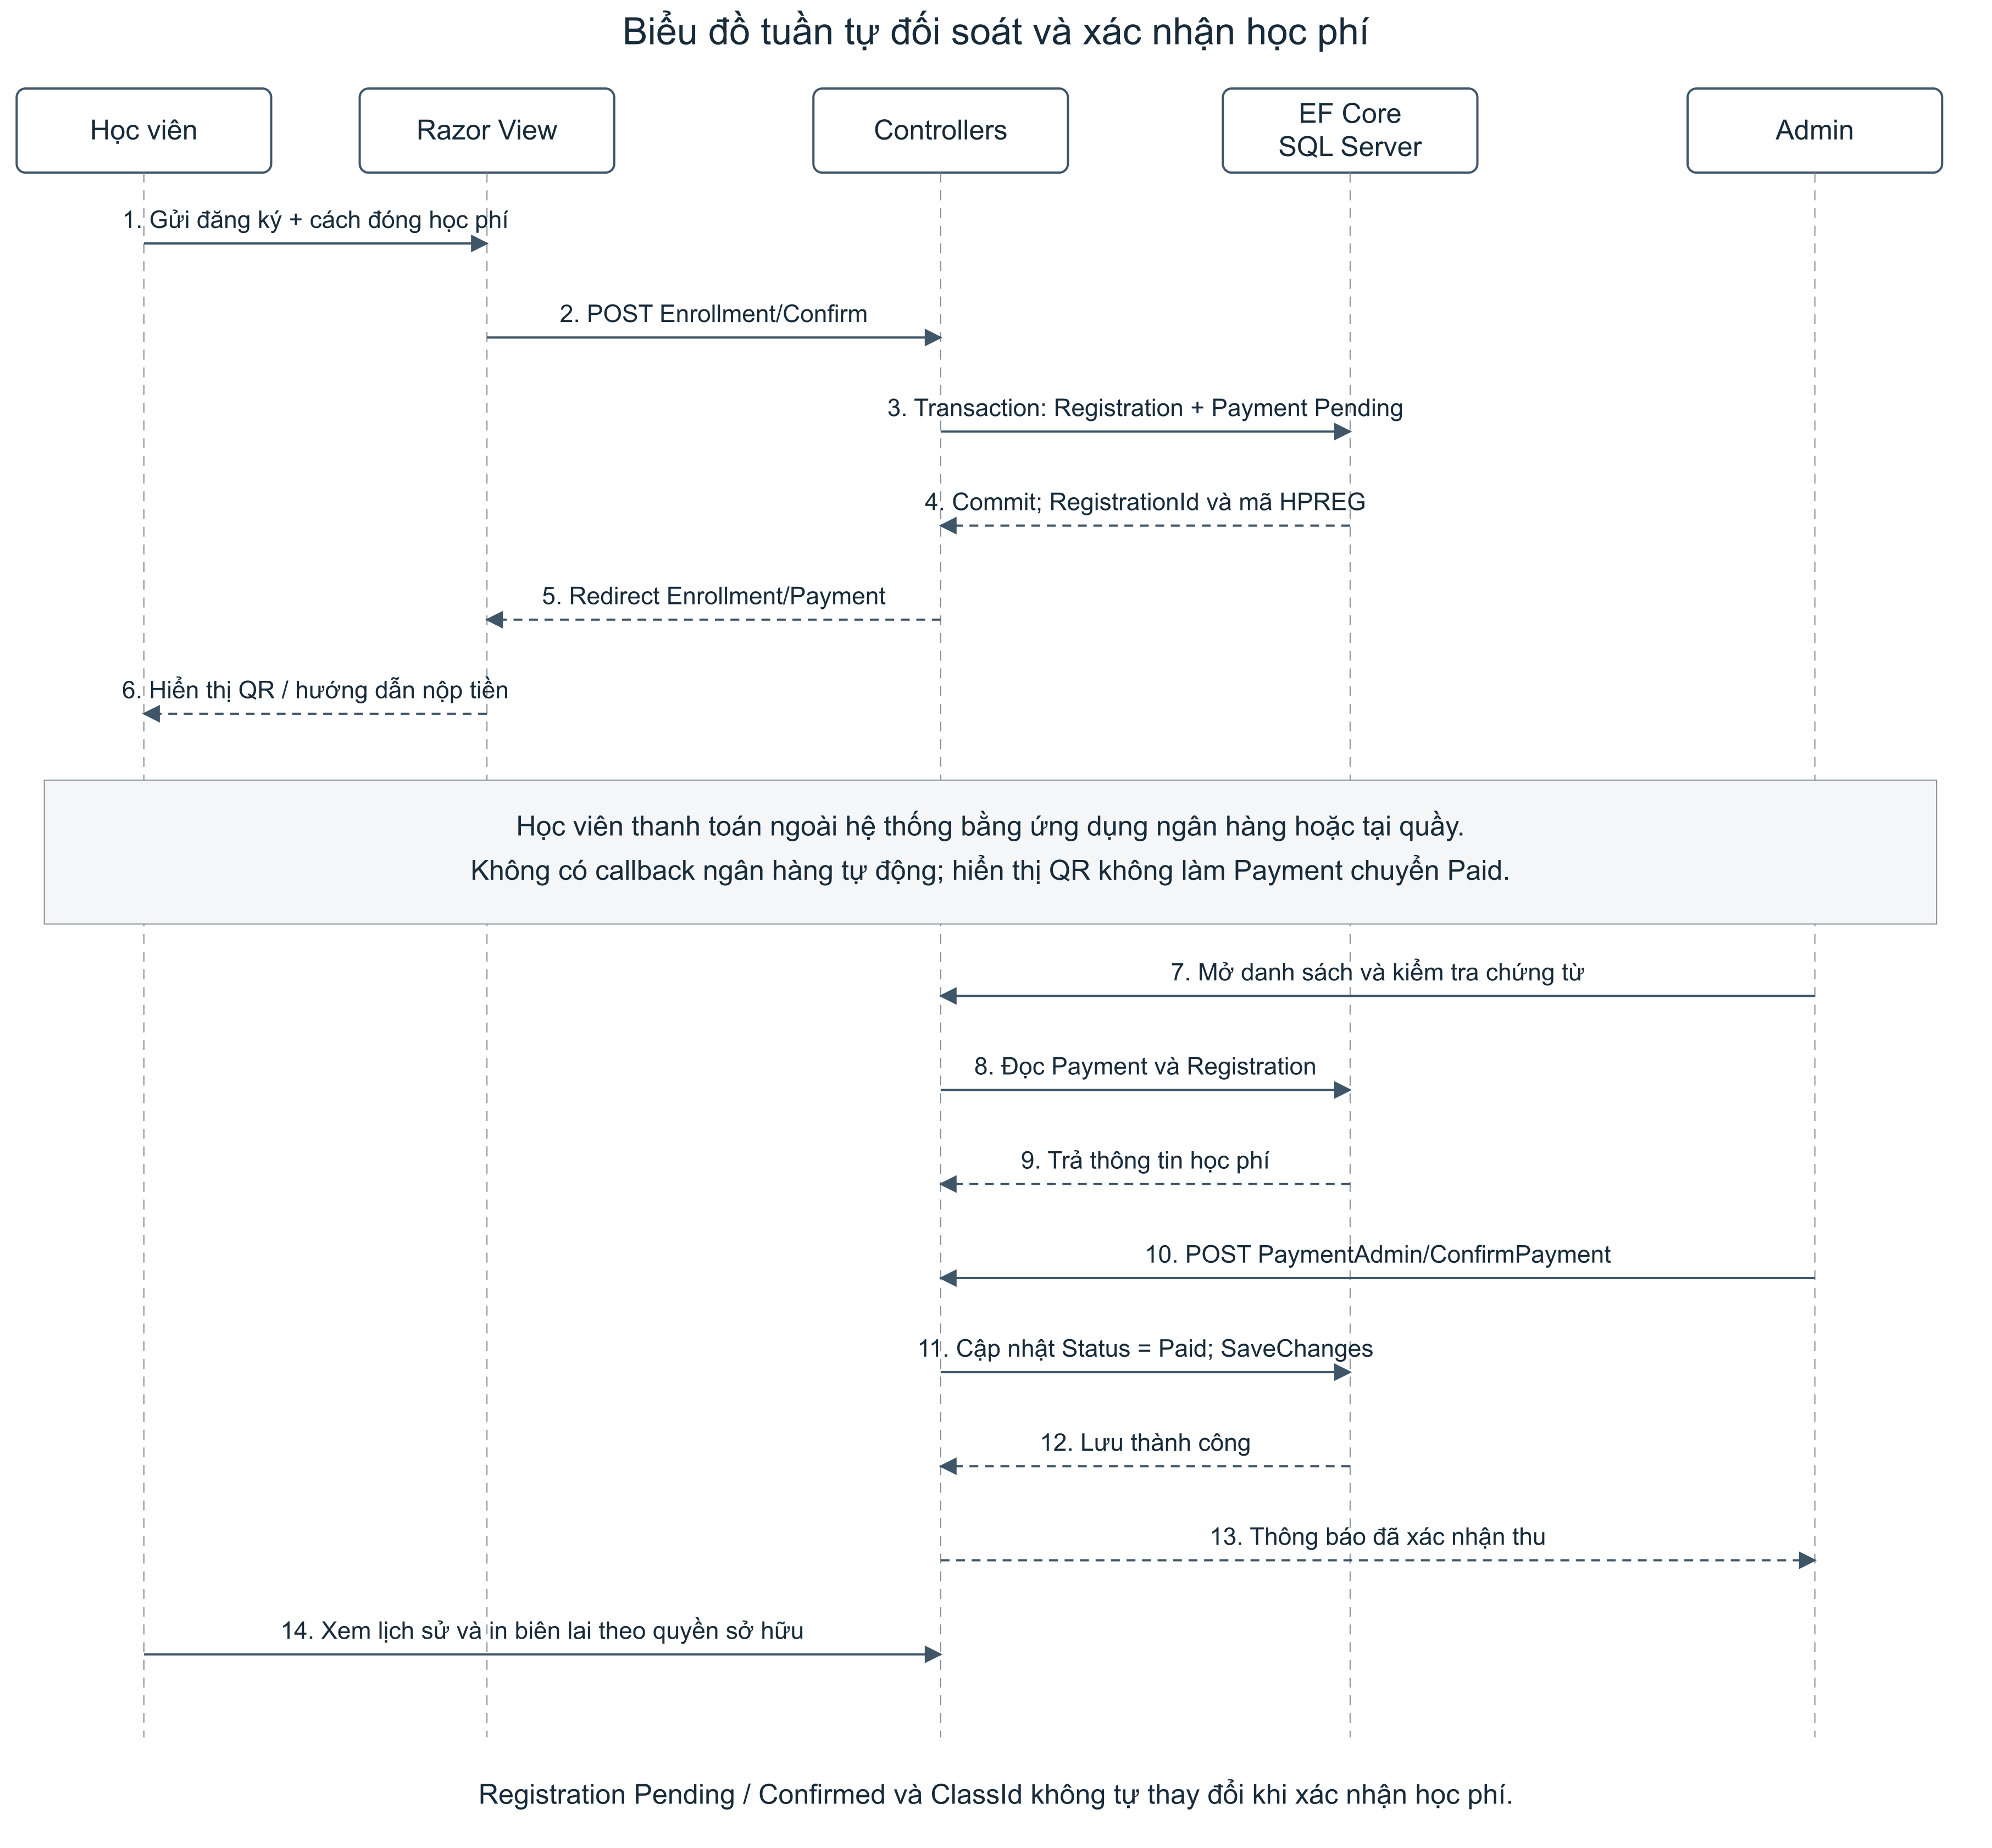 Biểu đồ tuần tự đối soát và xác nhận học phí
Học viên
Razor View
Controllers
EF Core
SQL Server
Admin
1. Gửi đăng ký + cách đóng học phí
2. POST Enrollment/Confirm
3. Transaction: Registration + Payment Pending
4. Commit; RegistrationId và mã HPREG
5. Redirect Enrollment/Payment
6. Hiển thị QR / hướng dẫn nộp tiền
Học viên thanh toán ngoài hệ thống bằng ứng dụng ngân hàng hoặc tại quầy.
Không có callback ngân hàng tự động; hiển thị QR không làm Payment chuyển Paid.
7. Mở danh sách và kiểm tra chứng từ
8. Đọc Payment và Registration
9. Trả thông tin học phí
10. POST PaymentAdmin/ConfirmPayment
11. Cập nhật Status = Paid; SaveChanges
12. Lưu thành công
13. Thông báo đã xác nhận thu
14. Xem lịch sử và in biên lai theo quyền sở hữu
Registration Pending / Confirmed và ClassId không tự thay đổi khi xác nhận học phí.